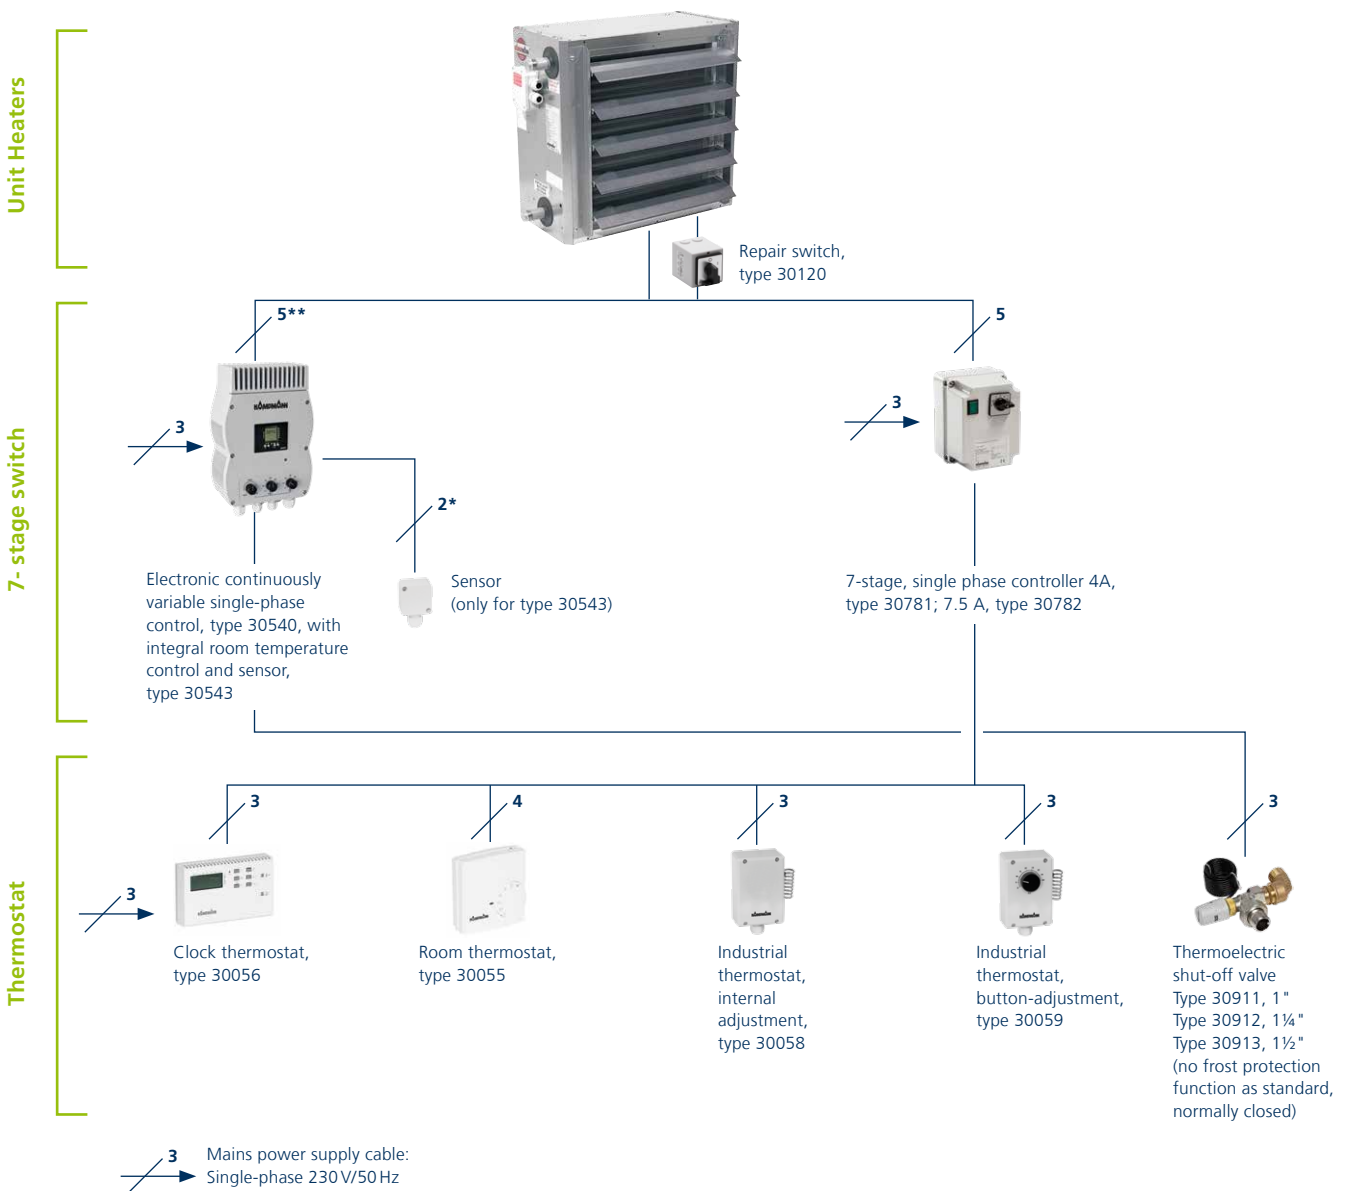 Unit Heaters
Repair switch,
type 30120
7- stage switch
5**
5
3
3
KAMPMANN
2*
Electronic continuously
variable single-phase
control, type 30540, with
integral room temperature
control and sensor,
type 30543
Sensor
(only for type 30543)
7-stage, single phase controller 4A,
type 30781; 7.5 A, type 30782
Thermostat
3
4
3
3
3
3
Clock thermostat,
type 30056
Room thermostat,
type 30055
Industrial
thermostat,
internal
adjustment,
type 30058
Industrial
thermostat,
button-adjustment,
type 30059
Thermoelectric
shut-off valve
Type 30911, 1"
Type 30912, 1¼"
Type 30913, 1½"
(no frost protection
function as standard,
normally closed)
3
Mains power supply cable:
Single-phase 230 V/50 Hz